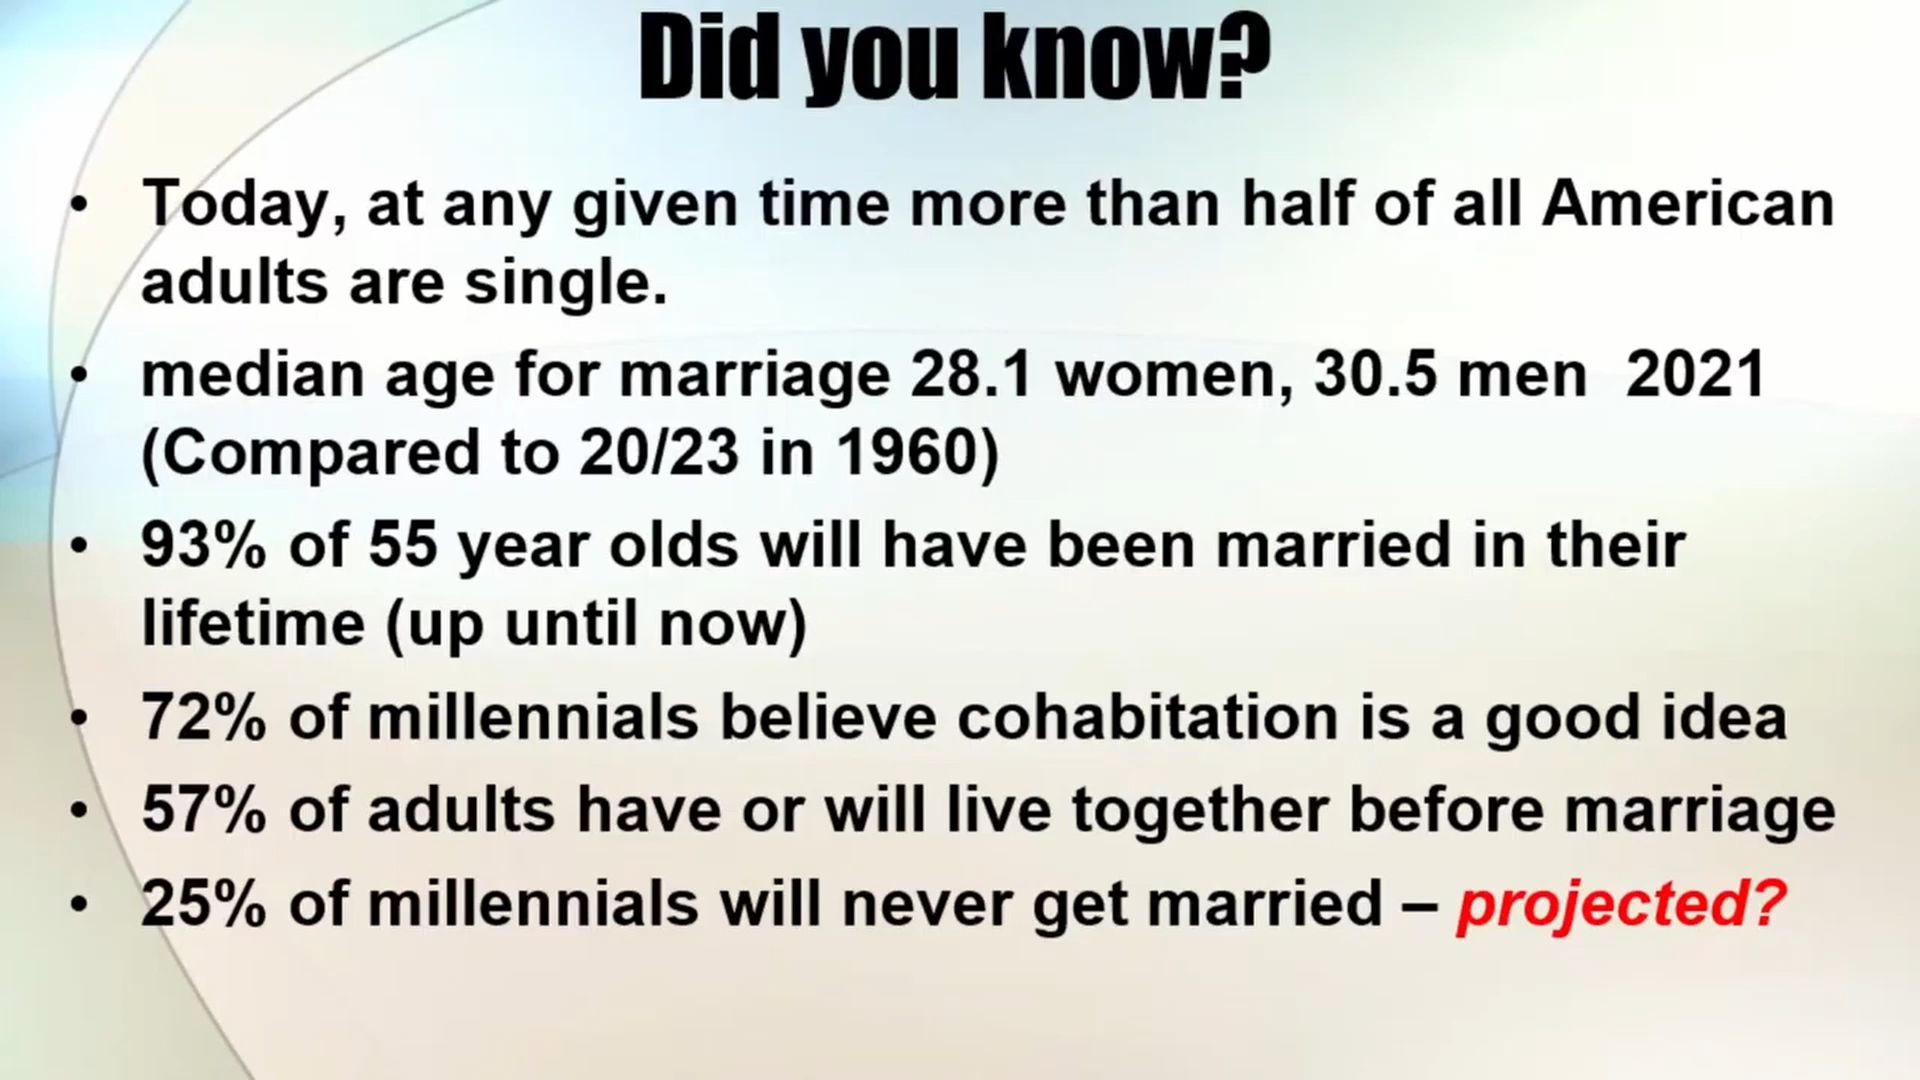 Did you know?
• Today, at any given time more than half of all American
adults are single.
• median age for marriage 28.1 women, 30.5 men  2021
(Compared to 20/23 in 1960)
• 93% of 55 year olds will have been married in their
lifetime (up until now)
• 72% of millennials believe cohabitation is a good idea
• 57% of adults have or will live together before marriage
• 25% of millennials will never get married – projected?